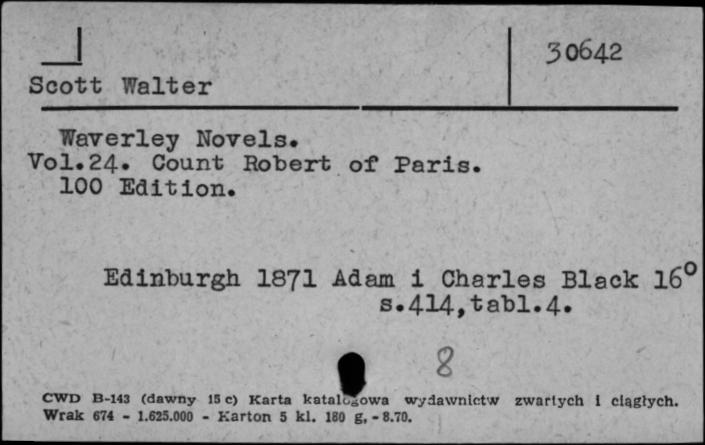 30642
Scott Walter
Waverley Novels.
Vol.24. Count Robert of Paris.
100 Edition.
Edinburgh 1871 Adam i Charles Black 16°
s.414,tabl.4.
8
CWD B-143 (dawny 15 c) Karta katalogowa wydawnictw zwartych i ciągłych.
Wrak 674 - 1.625.000 - Karton 5 kl. 180 g, - 8.70.